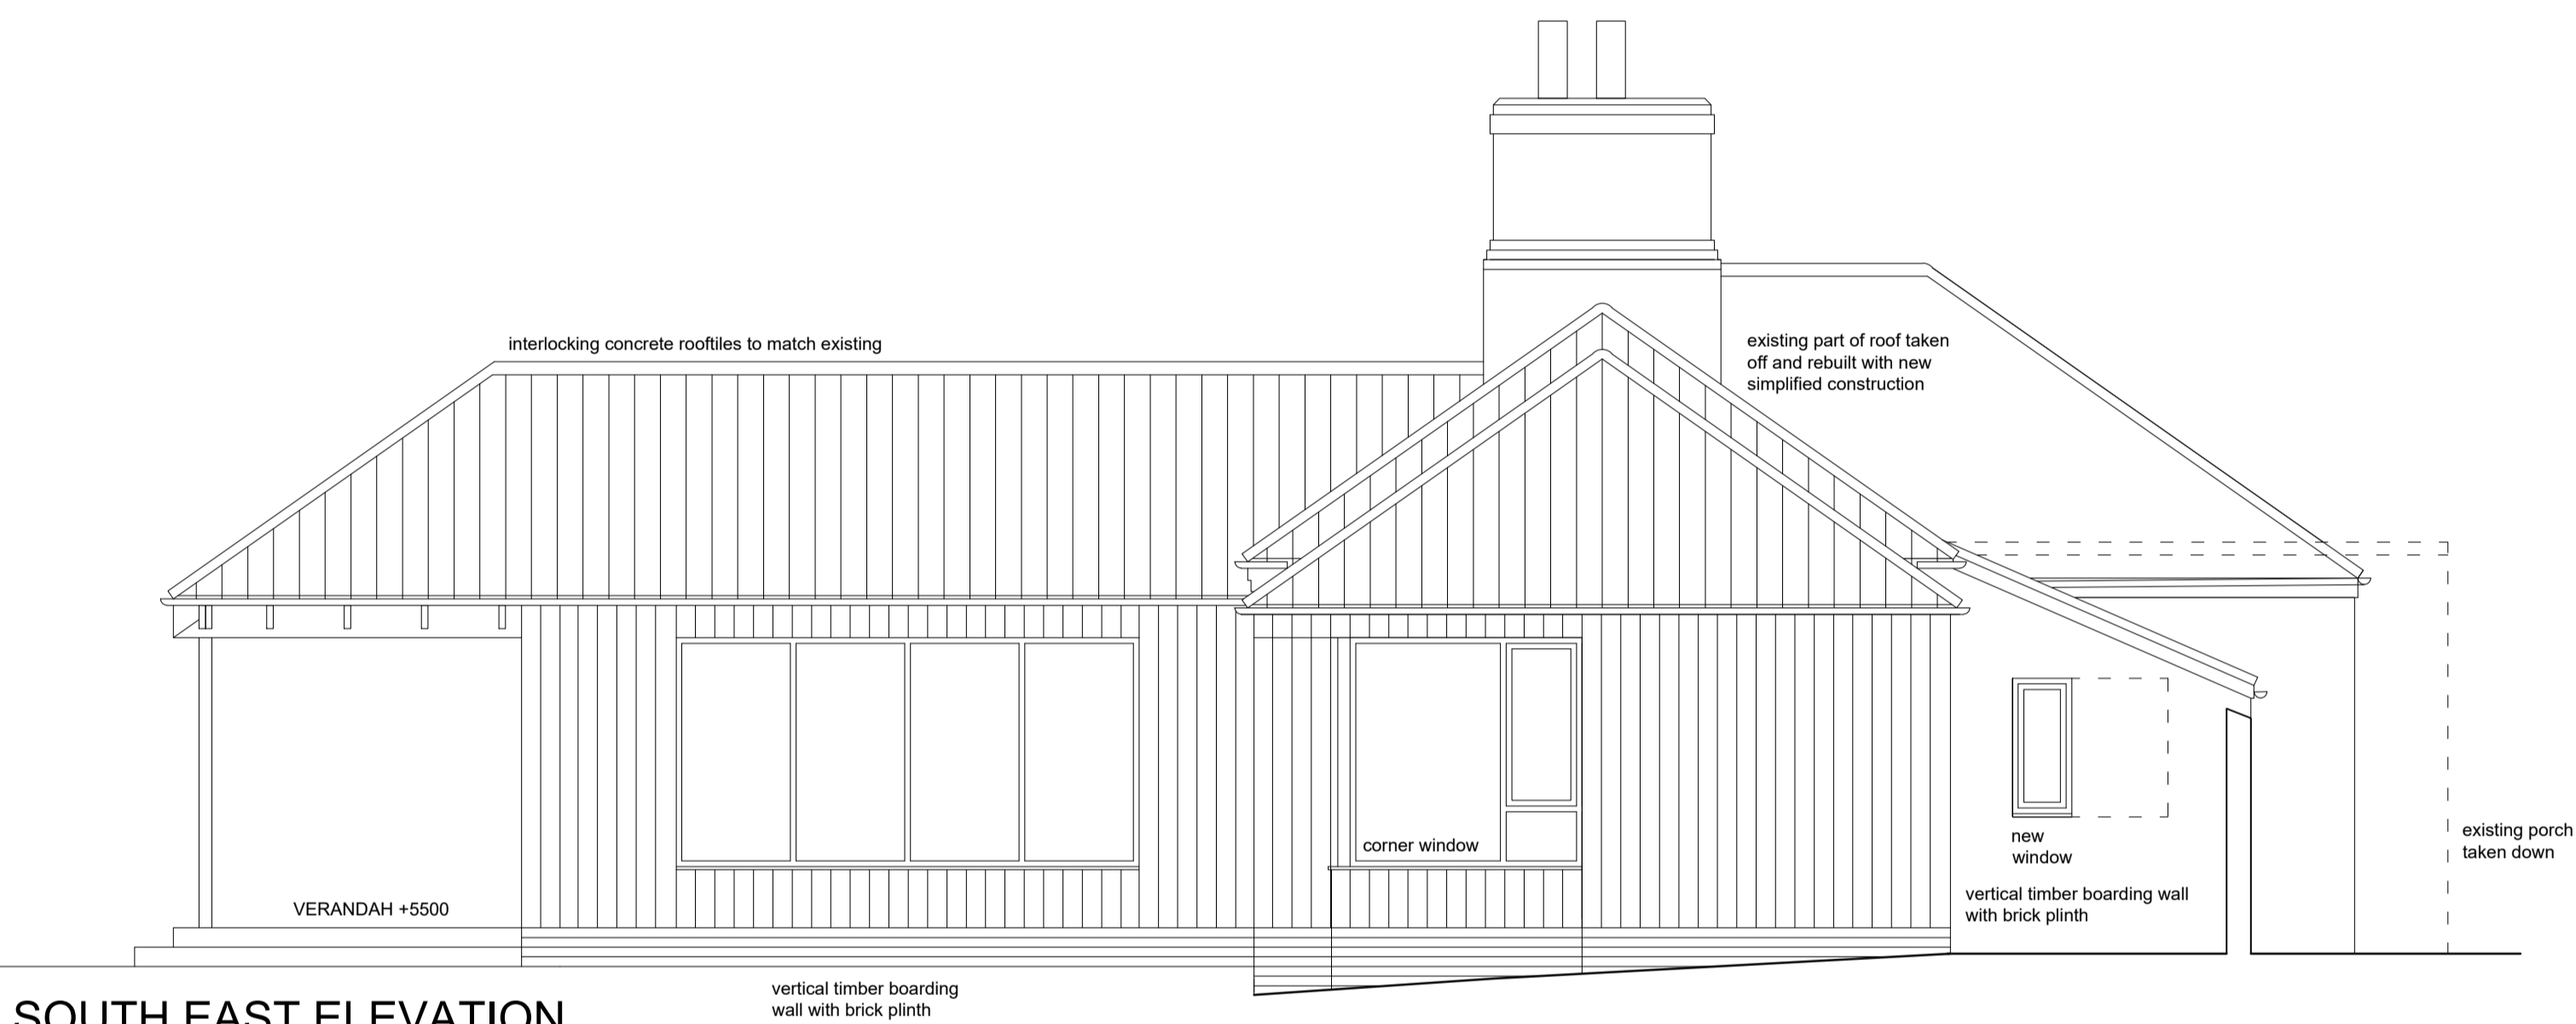 interlocking concrete rooftiles to match existing
existing part of roof taken
off and rebuilt with new
simplified construction
corner window
new
window
existing porch
taken down
vertical timber boarding wall
with brick plinth
VERANDAH +5500
vertical timber boarding
wall with brick plinth
SOUTH EAST ELEVATION